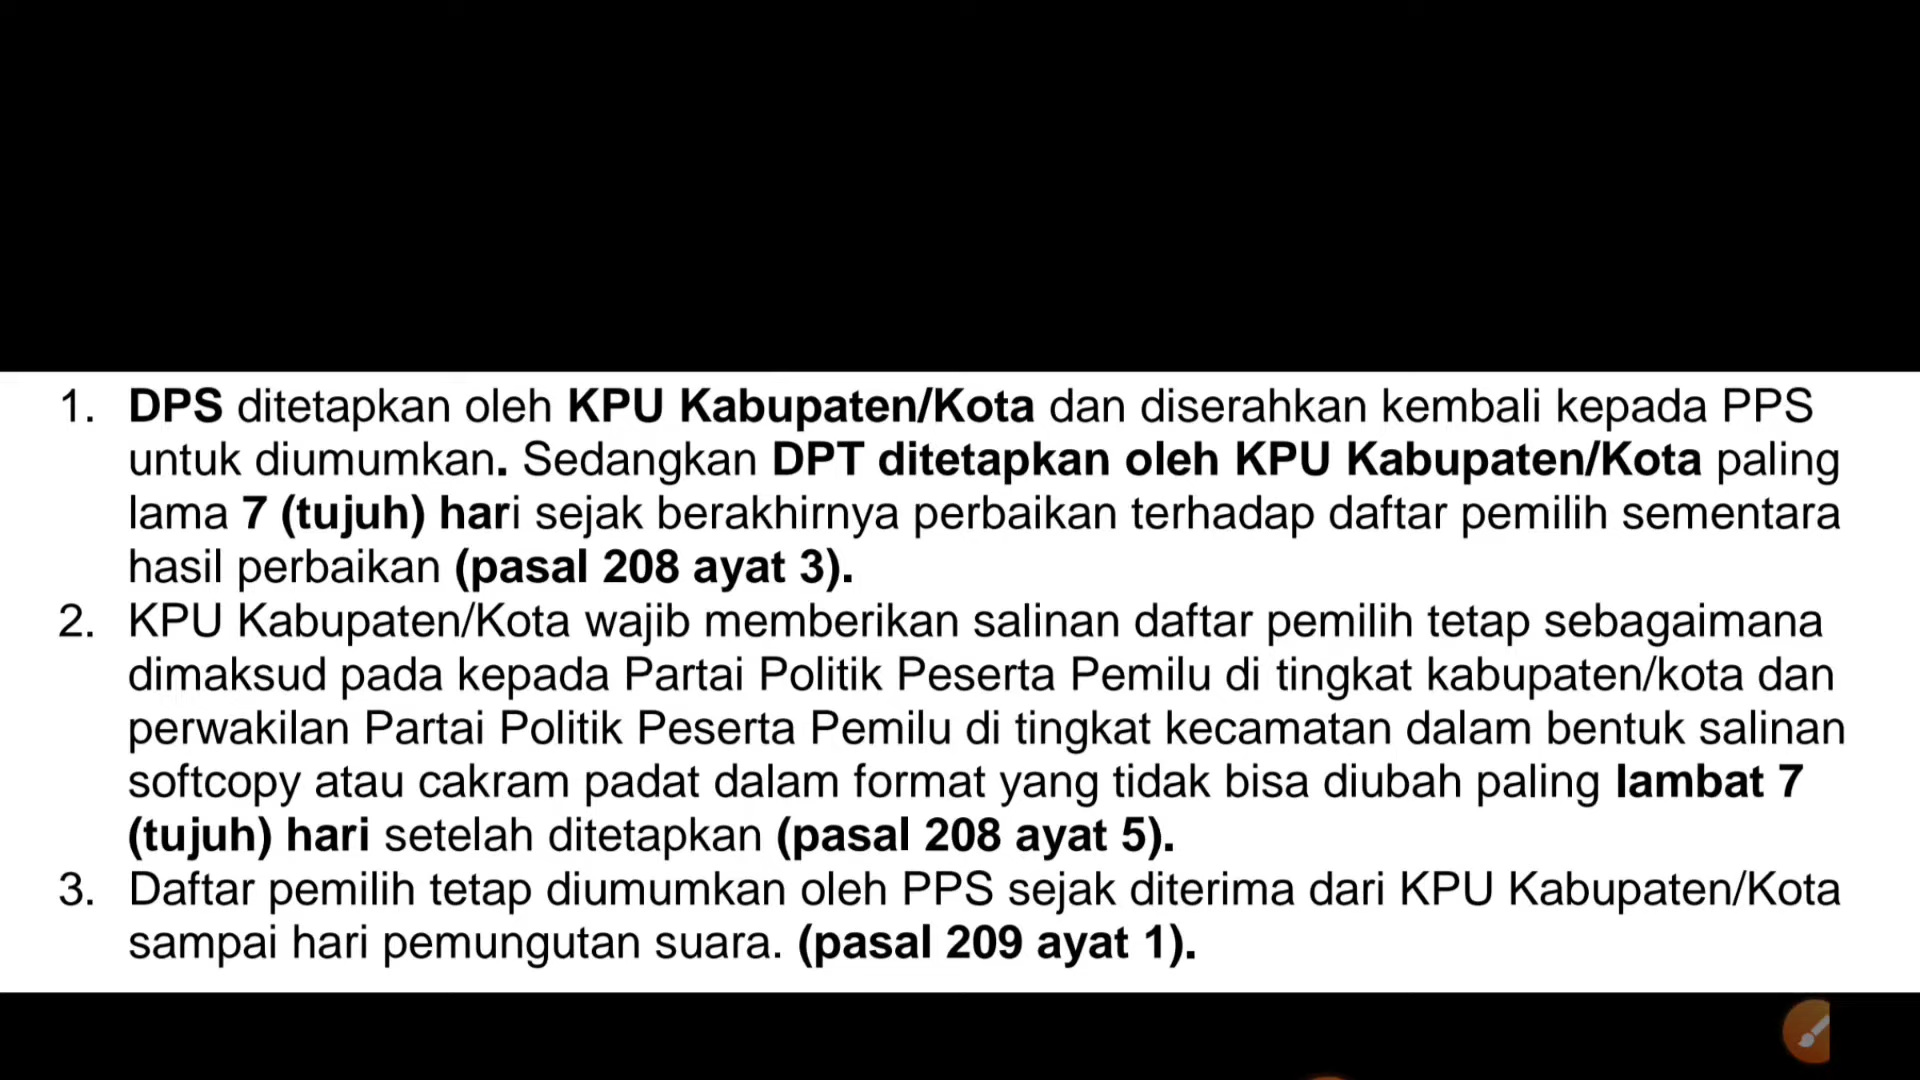 1. DPS ditetapkan oleh KPU Kabupaten/Kota dan diserahkan kembali kepada PPS
untuk diumumkan. Sedangkan DPT ditetapkan oleh KPU Kabupaten/Kota paling
lama 7 (tujuh) hari sejak berakhirnya perbaikan terhadap daftar pemilih sementara
hasil perbaikan (pasal 208 ayat 3).
2. KPU Kabupaten/Kota wajib memberikan salinan daftar pemilih tetap sebagaimana
dimaksud pada kepada Partai Politik Peserta Pemilu di tingkat kabupaten/kota dan
perwakilan Partai Politik Peserta Pemilu di tingkat kecamatan dalam bentuk salinan
softcopy atau cakram padat dalam format yang tidak bisa diubah paling lambat 7
(tujuh) hari setelah ditetapkan (pasal 208 ayat 5).
3. Daftar pemilih tetap diumumkan oleh PPS sejak diterima dari KPU Kabupaten/Kota
sampai hari pemungutan suara. (pasal 209 ayat 1).